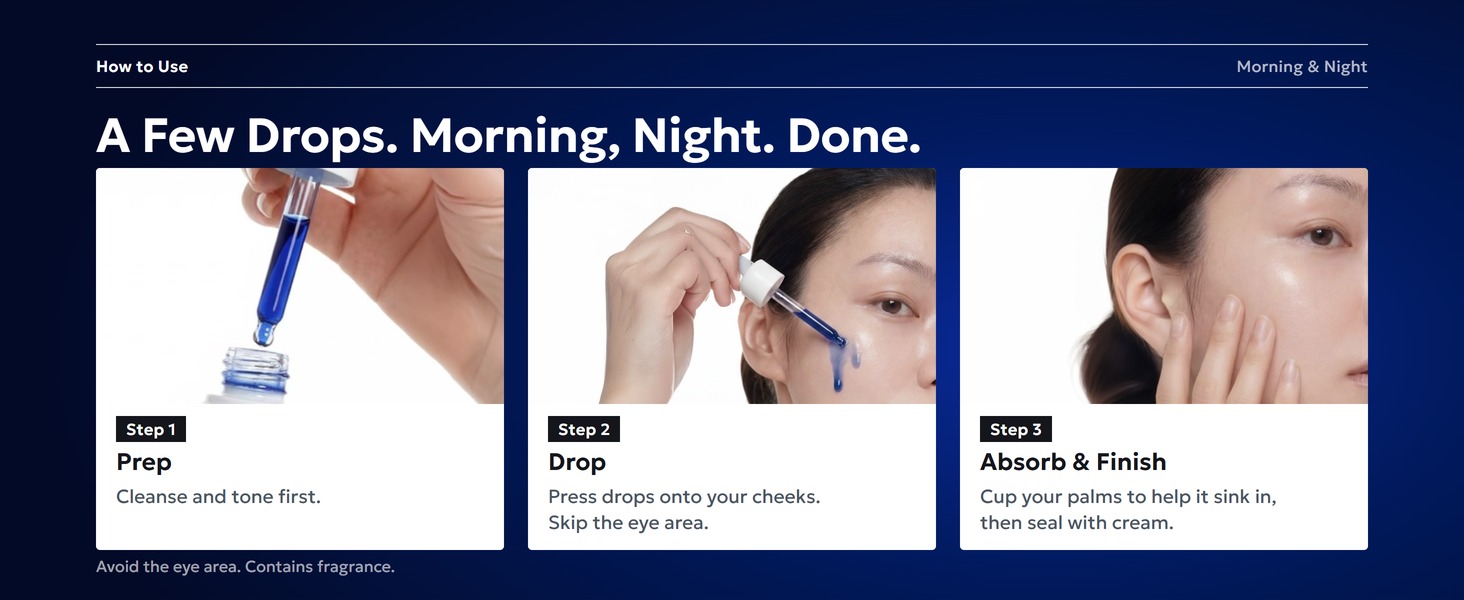 How to Use
Morning & Night
A Few Drops. Morning, Night. Done.
Step 1
Prep
Cleanse and tone first.
Step 2
Drop
Press drops onto your cheeks.
Skip the eye area.
Step 3
Absorb & Finish
Cup your palms to help it sink in,
then seal with cream.
Avoid the eye area. Contains fragrance.